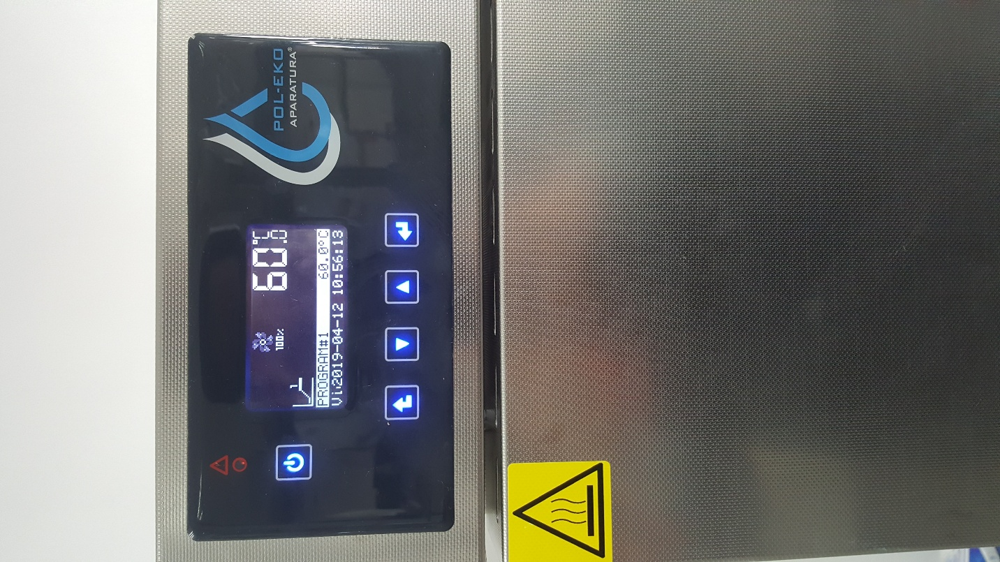 POL-EKO
APARATURA®
60.0 °C
100%
PROGRAM#1 60.0°C
Vi.2019-04-12 10:56:13